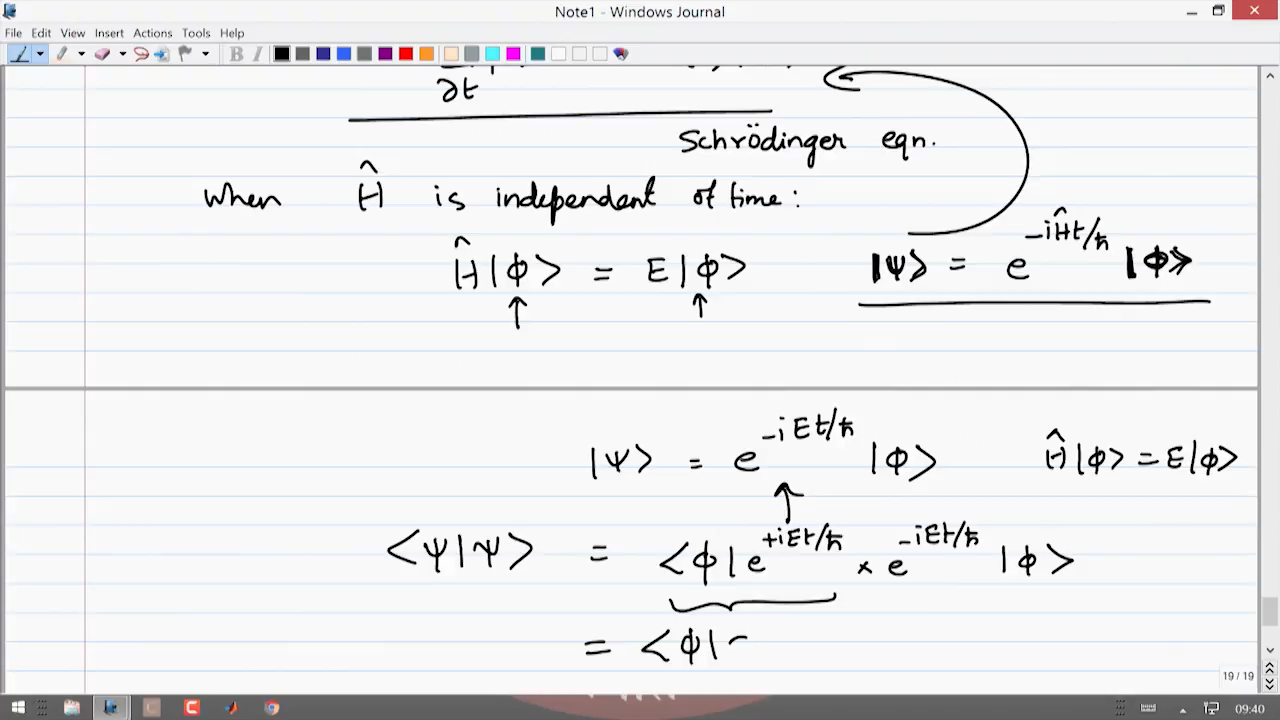 Note1 - Windows Journal
File Edit View Insert Actions Tools Help
B I
∂t
Schrödinger eqn.
When Ĥ is independent of time:
Ĥ|Φ> = E|Φ> |Ψ> = e^{-iĤt/ħ} |Φ>
|Ψ> = e^{-iEt/ħ} |Φ> Ĥ|Φ> = E|Φ>
<Ψ|Ψ> = <Φ|e^{+iEt/ħ} × e^{-iEt/ħ} |Φ>
= <Φ|
19 / 19
09:40